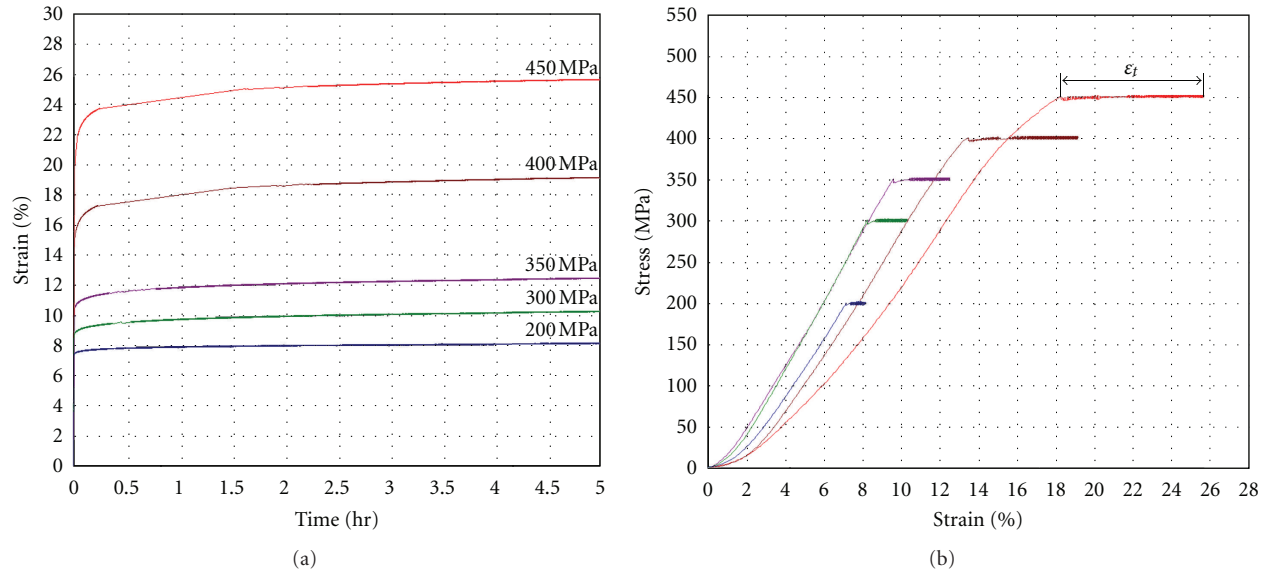 30
28
26
24
22
20
18
16
14
12
10
8
6
4
2
0
Strain (%)
450 MPa
400 MPa
350 MPa
300 MPa
200 MPa
0 0.5 1 1.5 2 2.5 3 3.5 4 4.5 5
Time (hr)
(a)
550
500
450
400
350
300
250
200
150
100
50
0
Stress (MPa)
εt
0 2 4 6 8 10 12 14 16 18 20 22 24 26 28
Strain (%)
(b)